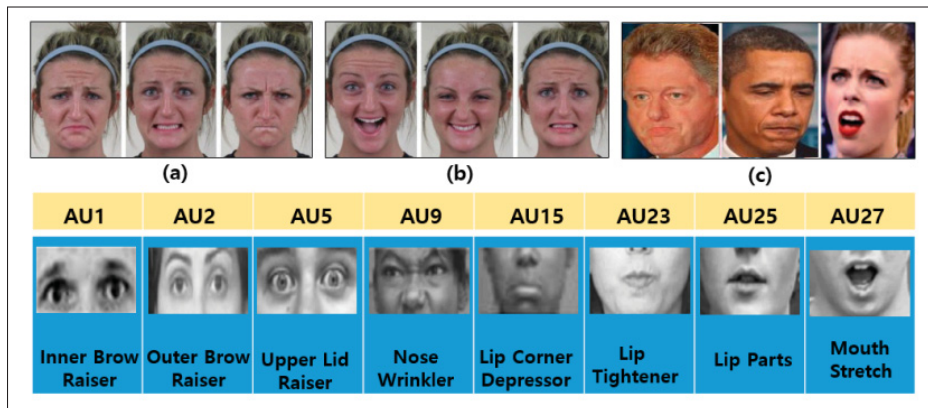 (a) (b) (c)
AU1 AU2 AU5 AU9 AU15 AU23 AU25 AU27
Inner Brow Raiser
Outer Brow Raiser
Upper Lid Raiser
Nose Wrinkler
Lip Corner Depressor
Lip Tightener
Lip Parts
Mouth Stretch